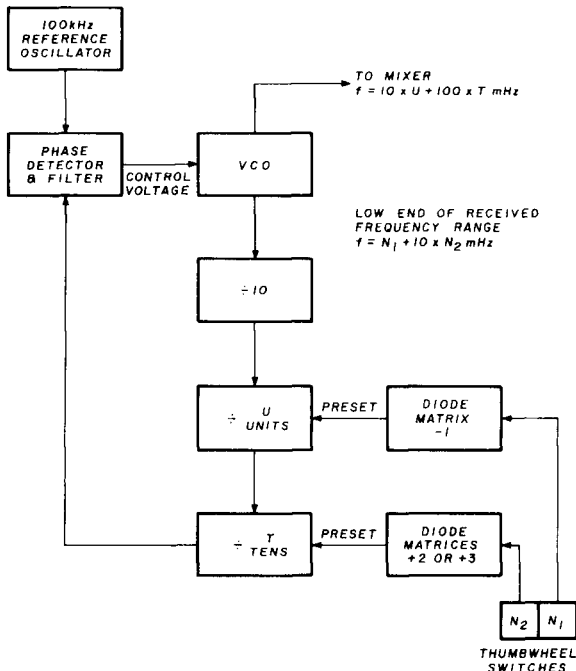 100kHz
REFERENCE
OSCILLATOR
TO MIXER
f = 10 x U + 100 x T mHz
PHASE
DETECTOR
& FILTER
CONTROL
VOLTAGE
VCO
LOW END OF RECEIVED
FREQUENCY RANGE
f = N₁ + 10 x N₂ mHz
÷ 10
÷ U
UNITS
PRESET
DIODE
MATRIX
-1
÷ T
TENS
PRESET
DIODE
MATRICES
+2 OR +3
N₂ N₁
THUMBWHEEL
SWITCHES